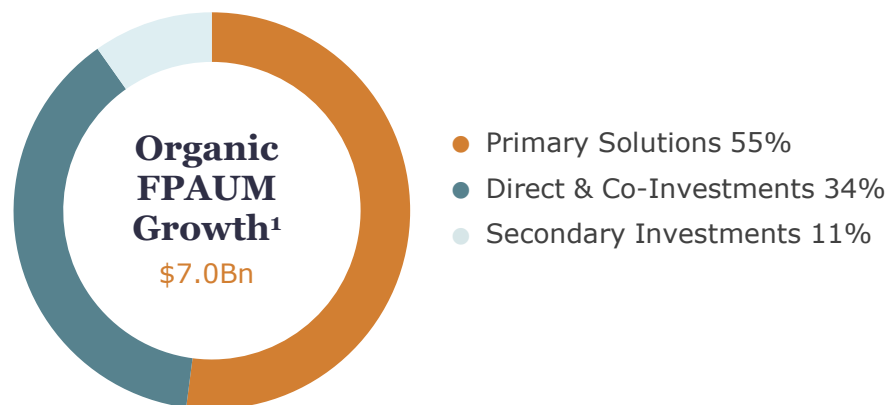 Organic
FPAUM
Growth¹
$7.0Bn
Primary Solutions 55%
Direct & Co-Investments 34%
Secondary Investments 11%